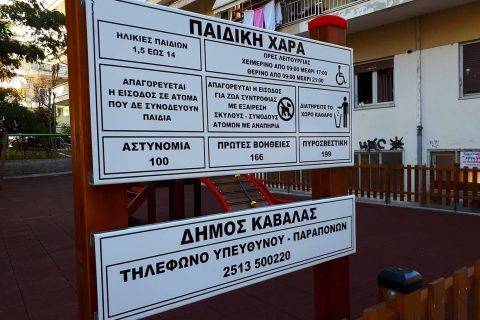 ΠΑΙΔΙΚΗ ΧΑΡΑ
ΗΛΙΚΙΕΣ ΠΑΙΔΙΩΝ
1,5 ΕΩΣ 14
ΩΡΕΣ ΛΕΙΤΟΥΡΓΙΑΣ
ΧΕΙΜΕΡΙΝΟ ΑΠΟ 09:00 ΜΕΧΡΙ 17:00
ΘΕΡΙΝΟ ΑΠΟ 09:00 ΜΕΧΡΙ 21:00
ΑΠΑΓΟΡΕΥΕΤΑΙ
Η ΕΙΣΟΔΟΣ ΣΕ ΑΤΟΜΑ
ΠΟΥ ΔΕ ΣΥΝΟΔΕΥΟΥΝ
ΠΑΙΔΙΑ
ΑΠΑΓΟΡΕΥΕΤΑΙ Η ΕΙΣΟΔΟΣ
ΓΙΑ ΖΩΑ ΣΥΝΤΡΟΦΙΑΣ
ΜΕ ΕΞΑΙΡΕΣΗ
ΣΚΥΛΟΥΣ - ΣΥΝΟΔΟΥΣ
ΑΤΟΜΩΝ ΜΕ ΑΝΑΠΗΡΙΑ
ΔΙΑΤΗΡΕΙΤΕ ΤΟ
ΧΩΡΟ ΚΑΘΑΡΟ
ΑΣΤΥΝΟΜΙΑ
100
ΠΡΩΤΕΣ ΒΟΗΘΕΙΕΣ
166
ΠΥΡΟΣΒΕΣΤΙΚΗ
199
ΔΗΜΟΣ ΚΑΒΑΛΑΣ
ΤΗΛΕΦΩΝΟ ΥΠΕΥΘΥΝΟΥ - ΠΑΡΑΠΟΝΩΝ
2513 500220